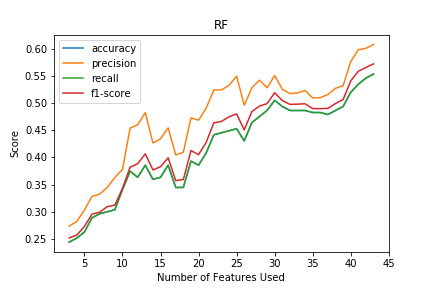 RF
accuracy
precision
recall
f1-score
Score
0.60
0.55
0.50
0.45
0.40
0.35
0.30
0.25
5 10 15 20 25 30 35 40 45
Number of Features Used